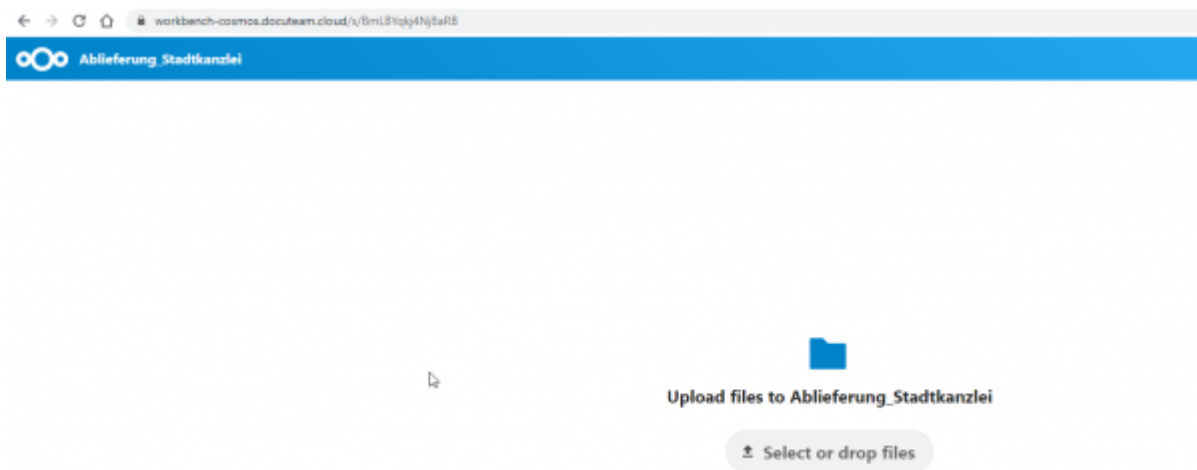 workbench-cosmos.docuteam.cloud/s/
Ablieferung_Stadtkanzlei
Upload files to Ablieferung_Stadtkanzlei
Select or drop files